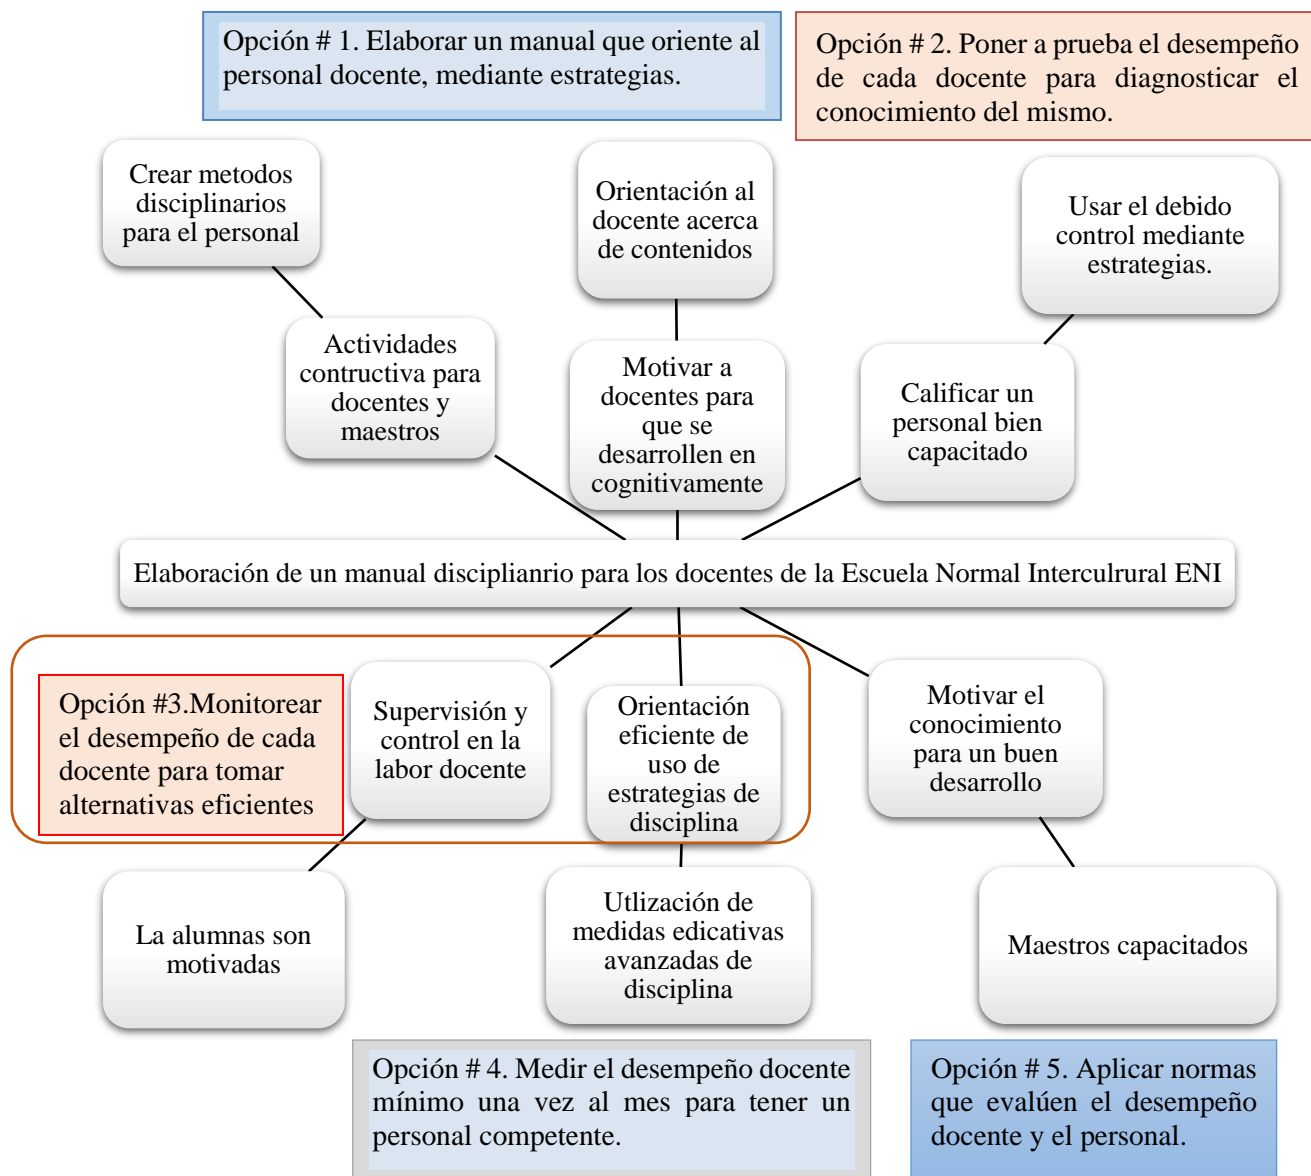 Opción # 1. Elaborar un manual que oriente al
personal docente, mediante estrategias.
Opción # 2. Poner a prueba el desempeño
de cada docente para diagnosticar el
conocimiento del mismo.
Crear metodos
disciplinarios
para el personal
Orientación al
docente acerca
de contenidos
Usar el debido
control mediante
estrategias.
Actividades
contructiva para
docentes y
maestros
Motivar a
docentes para
que se
desarrollen en
cognitivamente
Calificar un
personal bien
capacitado
Elaboración de un manual disciplianrio para los docentes de la Escuela Normal Interculrural ENI
Opción #3.Monitorear
el desempeño de cada
docente para tomar
alternativas eficientes
Supervisión y
control en la
labor docente
Orientación
eficiente de
uso de
estrategias de
disciplina
Motivar el
conocimiento
para un buen
desarrollo
La alumnas son
motivadas
Utlización de
medidas edicativas
avanzadas de
disciplina
Maestros capacitados
Opción # 4. Medir el desempeño docente
mínimo una vez al mes para tener un
personal competente.
Opción # 5. Aplicar normas
que evalúen el desempeño
docente y el personal.